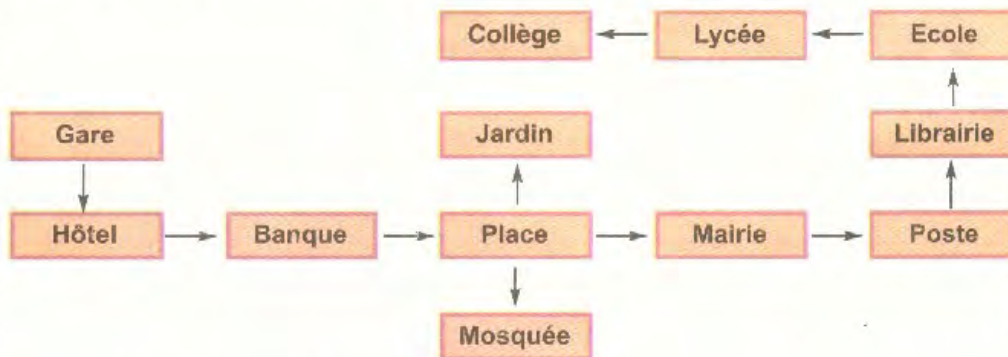 Collège Lycée Ecole
Gare Jardin Librairie
Hôtel Banque Place Mairie Poste
Mosquée